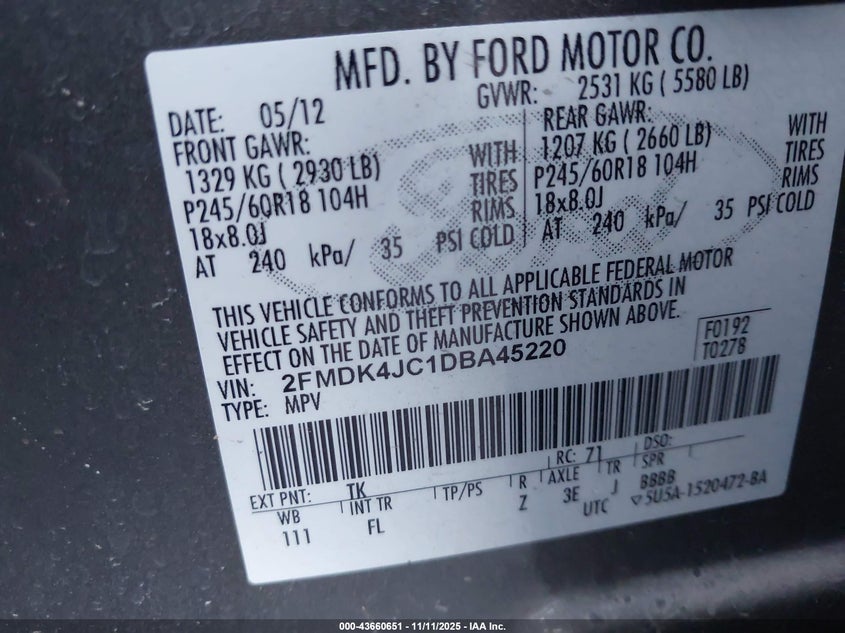 MFD. BY FORD MOTOR CO.
DATE: 05/12
GVWR: 2531 KG ( 5580 LB)
FRONT GAWR:
1329 KG ( 2930 LB)
P245/60R18 104H
18x8.0J
AT 240 kPa/ 35 PSI COLD
WITH
TIRES
RIMS
REAR GAWR:
1207 KG ( 2660 LB)
P245/60R18 104H
18x8.0J
AT 240 kPa/ 35 PSI COLD
WITH
TIRES
RIMS
Ford
THIS VEHICLE CONFORMS TO ALL APPLICABLE FEDERAL MOTOR
VEHICLE SAFETY AND THEFT PREVENTION STANDARDS IN
EFFECT ON THE DATE OF MANUFACTURE SHOWN ABOVE.
F0192
T0278
VIN: 2FMDK4JC1DBA45220
TYPE: MPV
RC: 71 DSO:
EXT PNT: TK
WB INT TR TP/PS R AXLE TR SPR
111 FL Z 3E J BBBB
UTC 5U5A-1520472-BA
000-43660651 - 11/11/2025 - IAA Inc.